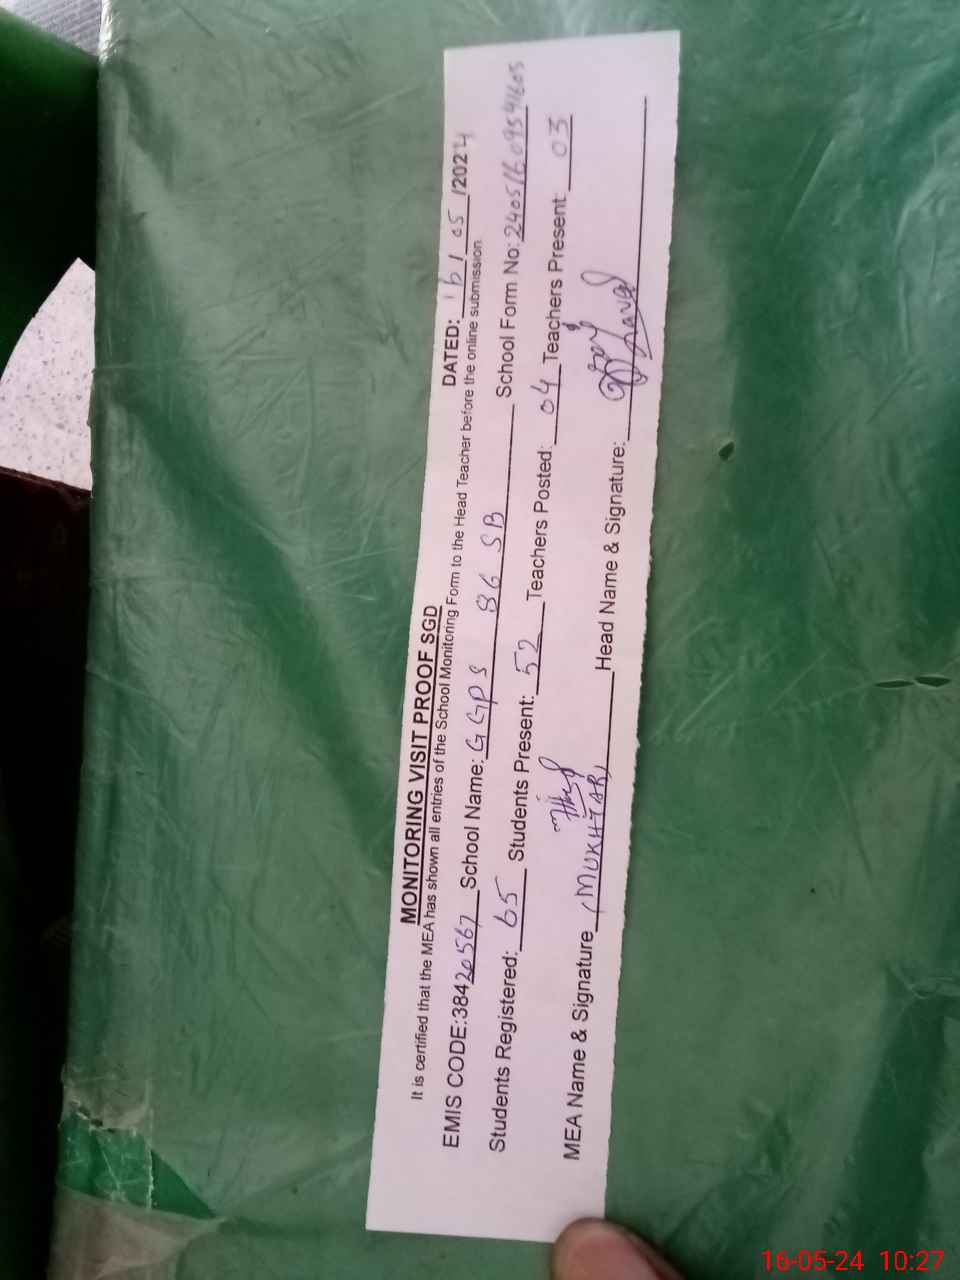 MONITORING VISIT PROOF SGD
DATED: 16/05/2024
It is certified that the MEA has shown all entries of the School Monitoring Form to the Head Teacher before the online submission.
EMIS CODE:38420567 School Name: GGPS 86 SB School Form No: 24051609541605
Students Registered: 65 Students Present: 52 Teachers Posted: 04 Teachers Present: 03
MEA Name & Signature (MUKHTAR) Head Name & Signature:
16-05-24 10:27